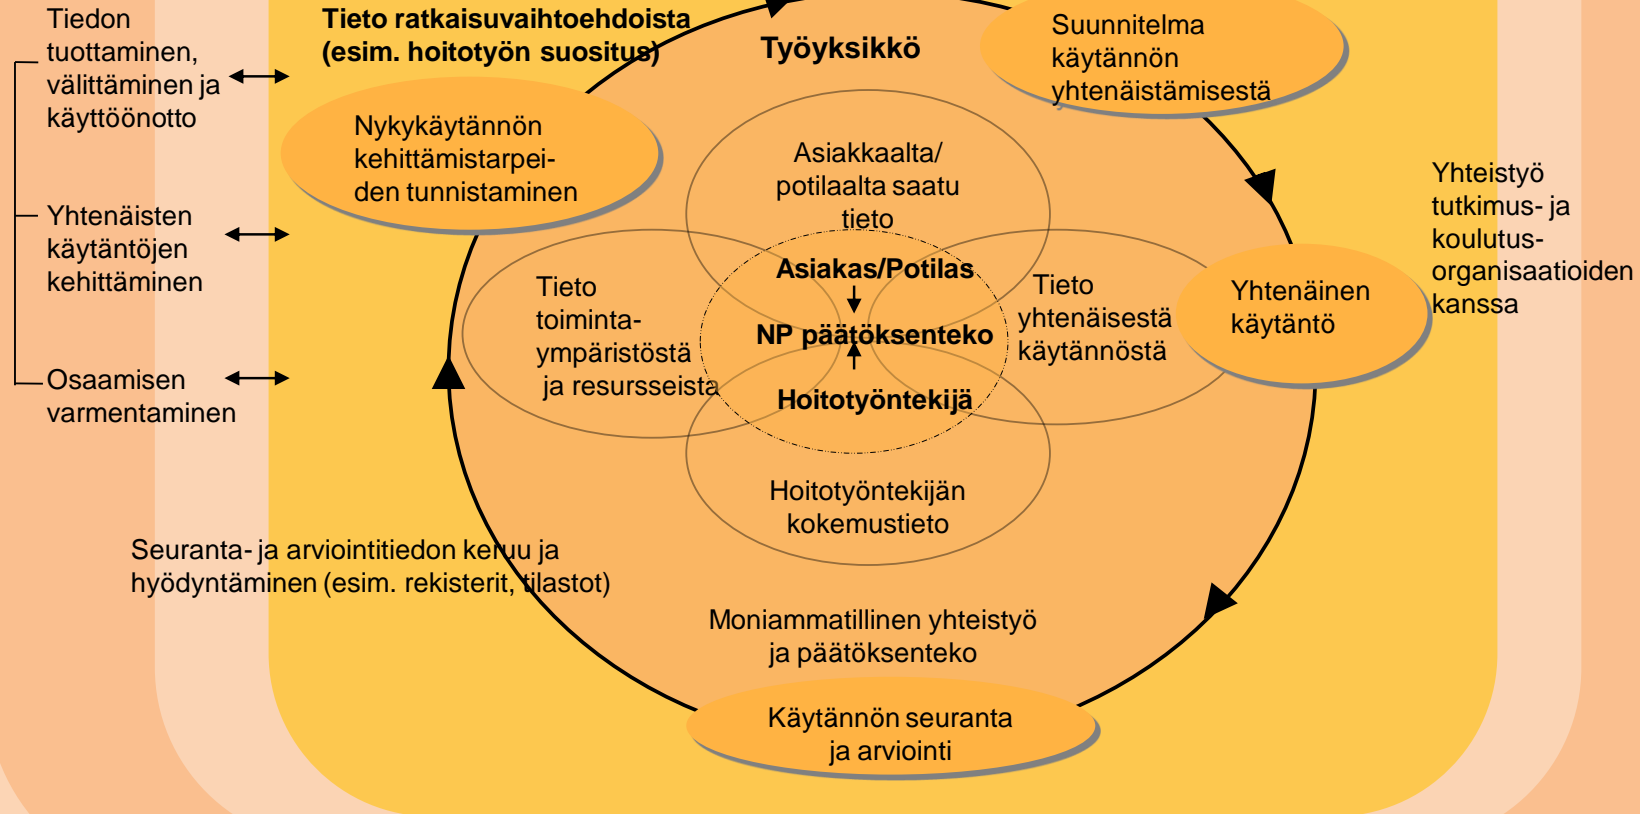 Tiedon
tuottaminen,
välittäminen ja
käyttöönotto
Yhtenäisten
käytäntöjen
kehittäminen
Osaamisen
varmentaminen
Tieto ratkaisuvaihtoehdoista
(esim. hoitotyön suositus)
Työyksikkö
Suunnitelma
käytännön
yhtenäistämisestä
Nykykäytännön
kehittämistarpei-
den tunnistaminen
Asiakkaalta/
potilaalta saatu
tieto
Asiakas/Potilas
NP päätöksenteko
Hoitotyöntekijä
Tieto
toiminta-
ympäristöstä
ja resursseista
Tieto
yhtenäisestä
käytännöstä
Yhtenäinen
käytäntö
Yhteistyö
tutkimus- ja
koulutus-
organisaatioiden
kanssa
Hoitotyöntekijän
kokemustieto
Seuranta- ja arviointitiedon keruu ja
hyödyntäminen (esim. rekisterit, tilastot)
Moniammatillinen yhteistyö
ja päätöksenteko
Käytännön seuranta
ja arviointi